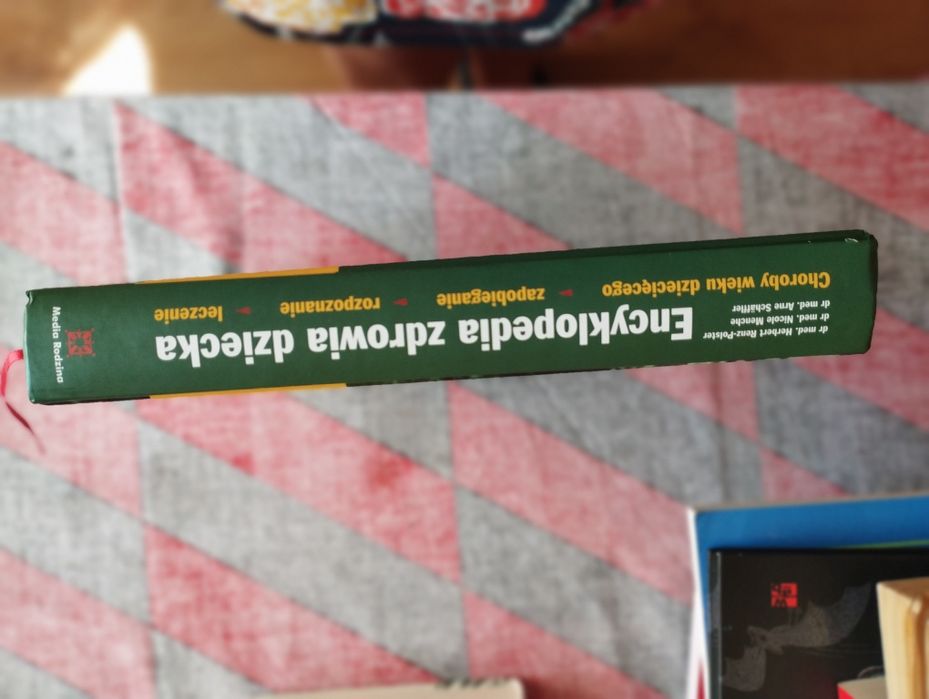 dr med. Herbert Renz-Polster
dr med. Nicole Menche
dr med. Arne Schäffler
Encyklopedia zdrowia dziecka
Choroby wieku dziecięcego zapobieganie rozpoznanie leczenie
Media Rodzina